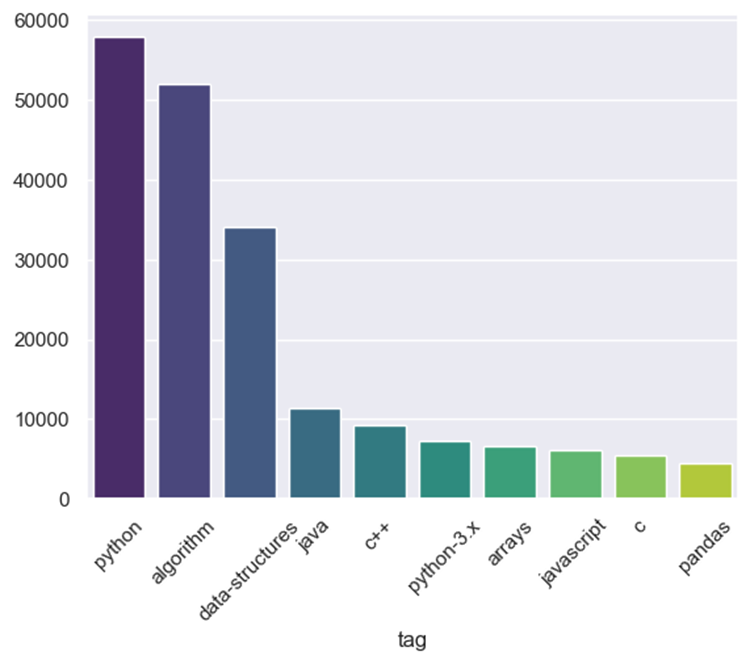 60000
50000
40000
30000
20000
10000
0
python
algorithm
data-structures
java
c++
python-3.x
arrays
javascript
c
pandas
tag